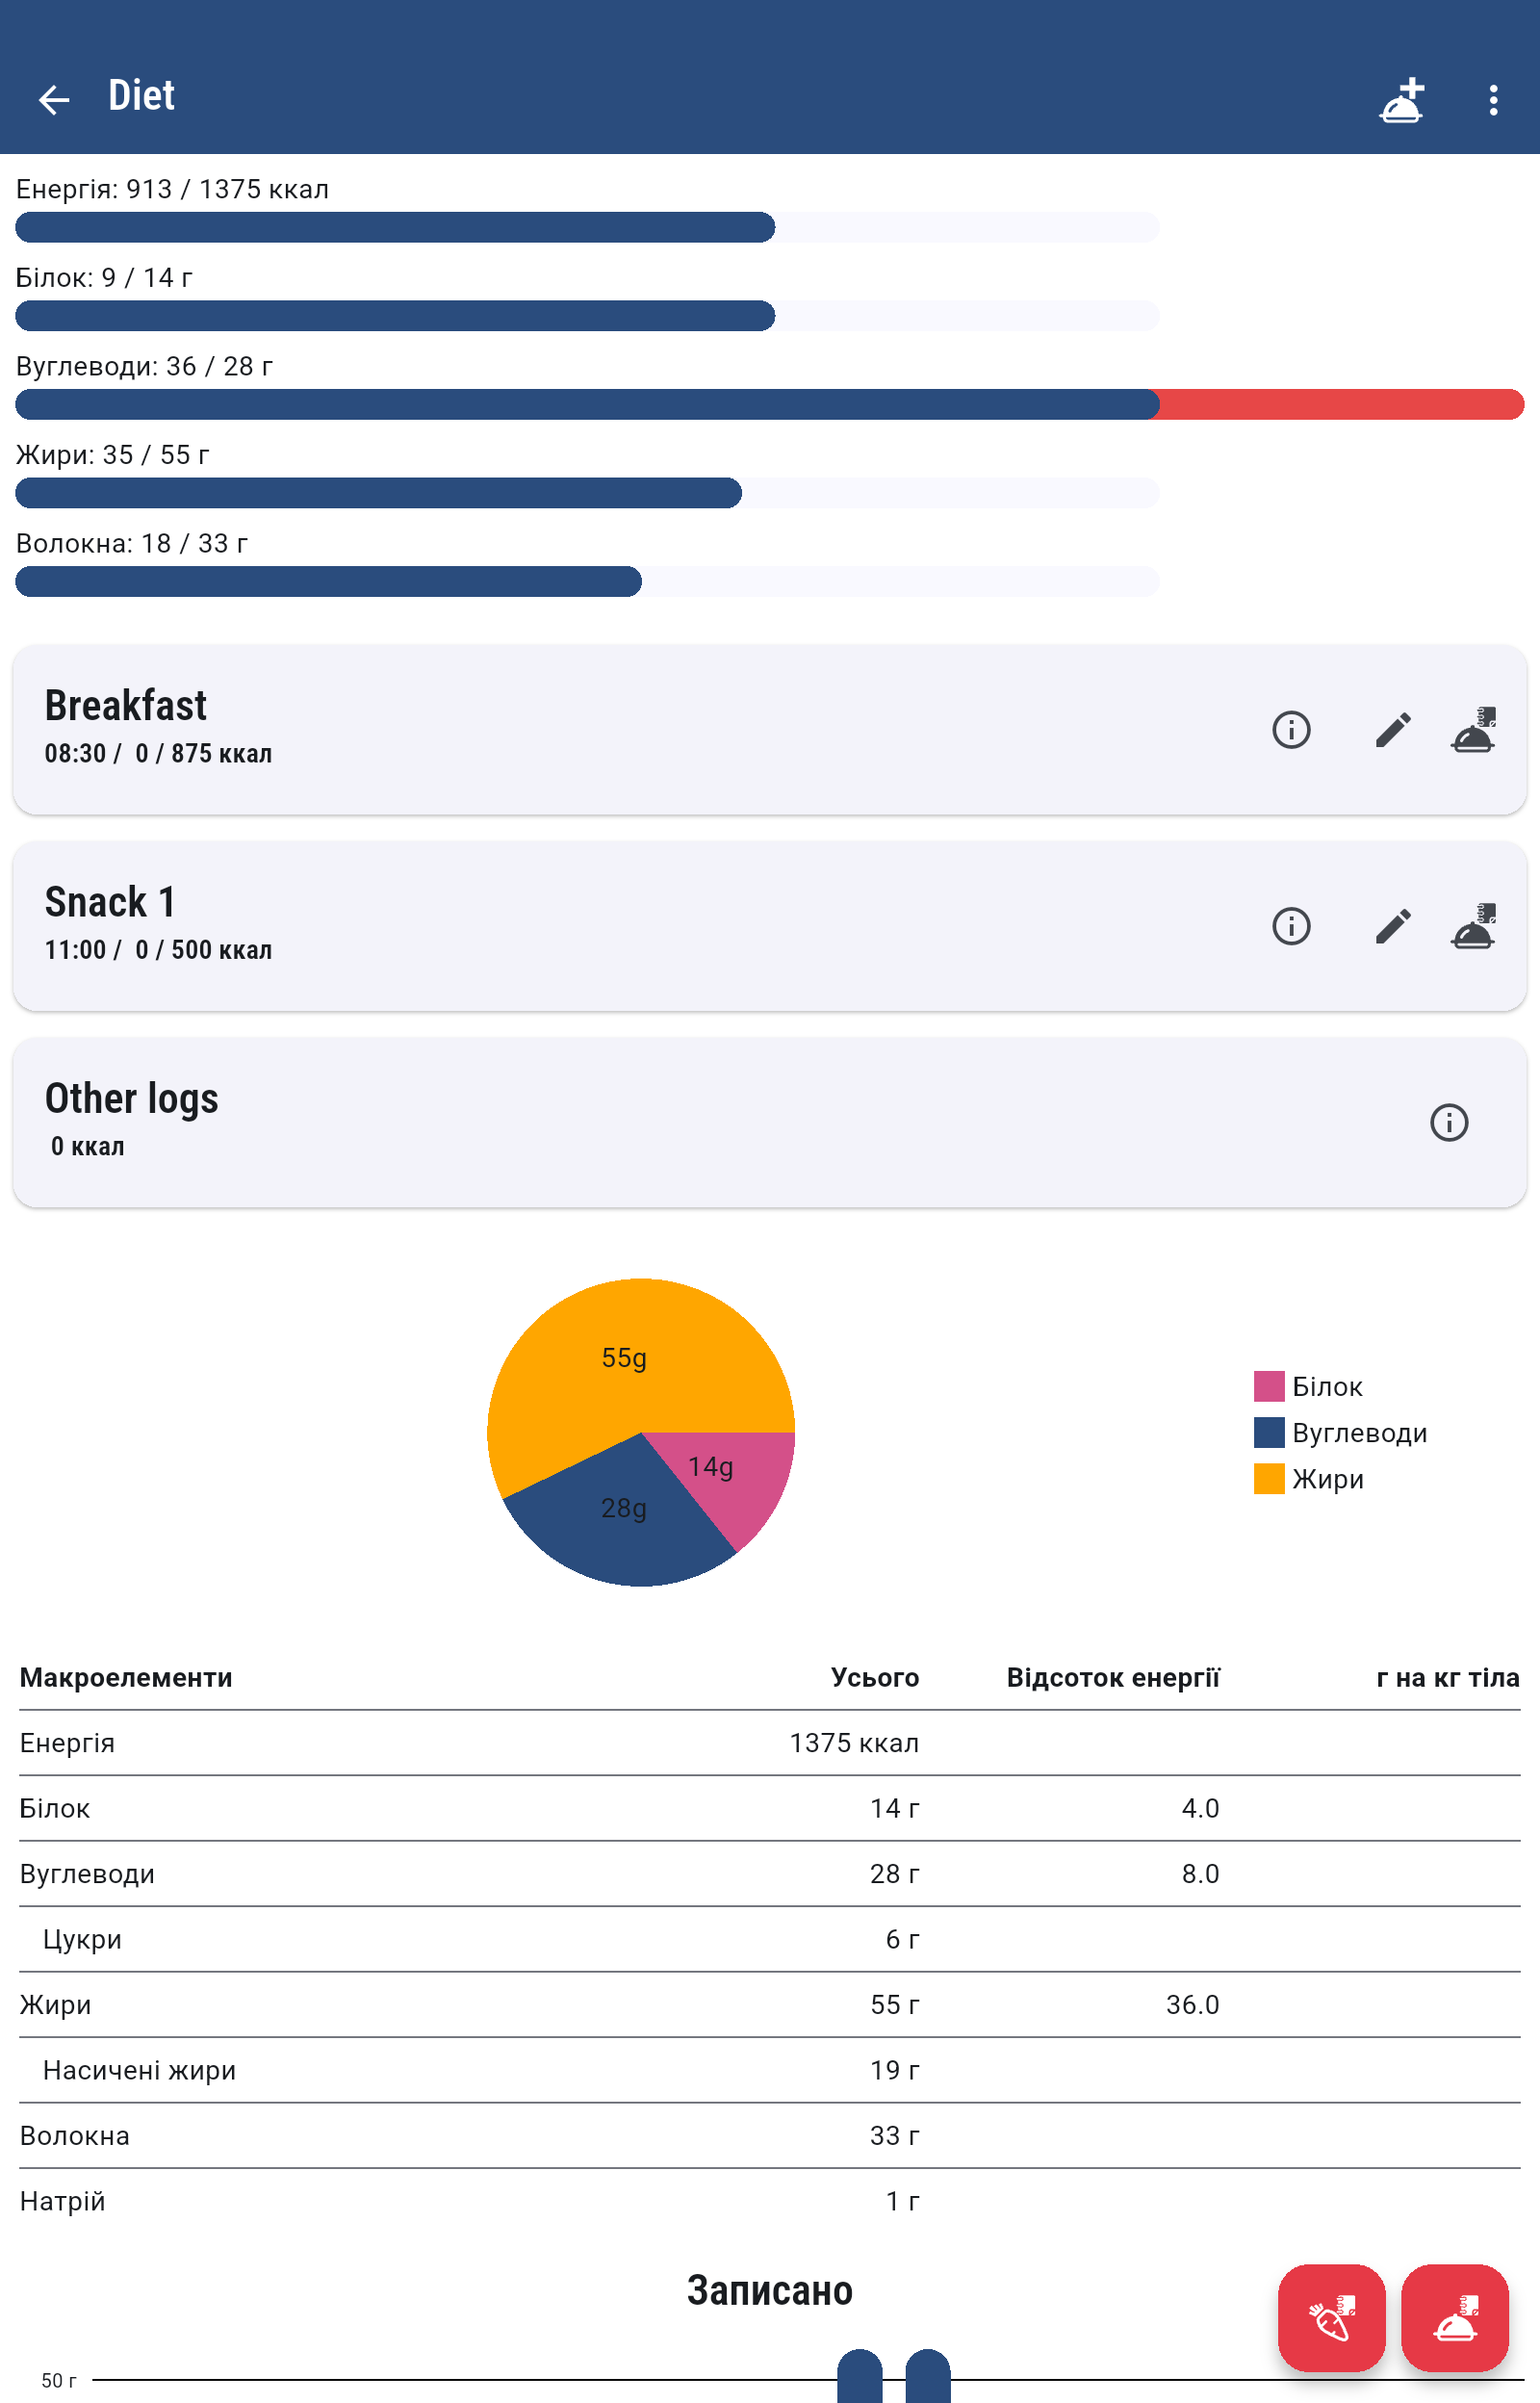 Diet
Енергія: 913 / 1375 ккал
Білок: 9 / 14 г
Вуглеводи: 36 / 28 г
Жири: 35 / 55 г
Волокна: 18 / 33 г
Breakfast
08:30 / 0 / 875 ккал
Snack 1
11:00 / 0 / 500 ккал
Other logs
0 ккал
55g
14g
28g
Білок
Вуглеводи
Жири
Макроелементи Усього Відсоток енергії г на кг тіла
Енергія 1375 ккал
Білок 14 г 4.0
Вуглеводи 28 г 8.0
Цукри 6 г
Жири 55 г 36.0
Насичені жири 19 г
Волокна 33 г
Натрій 1 г
Записано
50 г